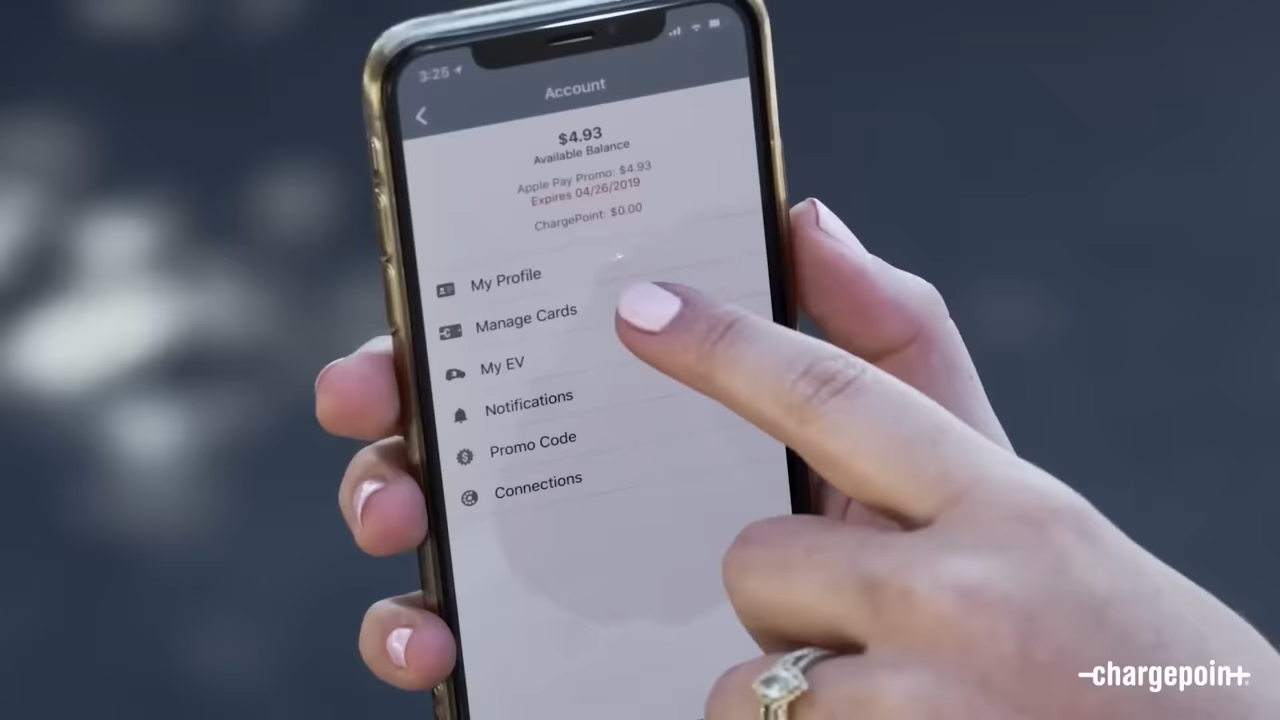 3:25
Account
$4.93
Available Balance
Apple Pay Promo: $4.93
Expires 04/26/2019
ChargePoint: $0.00
My Profile
Manage Cards
My EV
Notifications
Promo Code
Connections
-chargepoin+